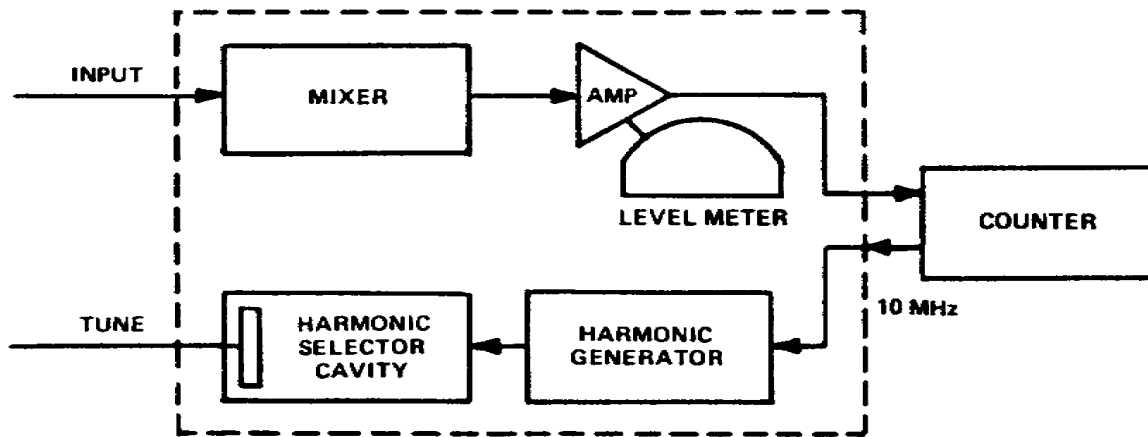 INPUT
MIXER
AMP
LEVEL METER
COUNTER
10 MHz
TUNE
HARMONIC
SELECTOR
CAVITY
HARMONIC
GENERATOR